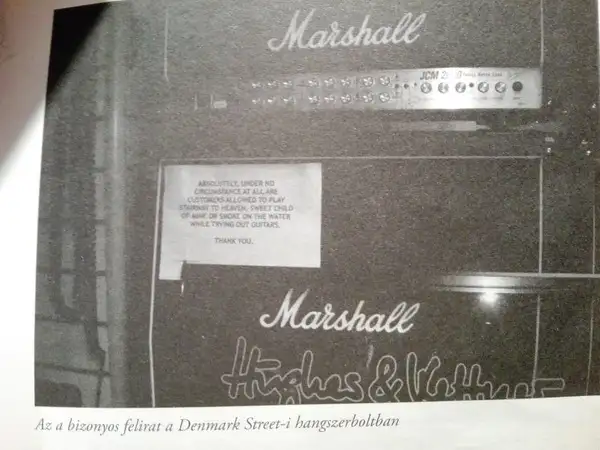 Marshall
JCM 2
ABSOLUTELY, UNDER NO
CIRCUMSTANCE AT ALL ARE
CUSTOMERS ALLOWED TO PLAY
STAIRWAY TO HEAVEN, SWEET CHILD
OF MINE OR SMOKE ON THE WATER
WHILE TRYING OUT GUITARS.
THANK YOU.
Marshall
Hughes &
Az a bizonyos felirat a Denmark Street-i hangszerboltban